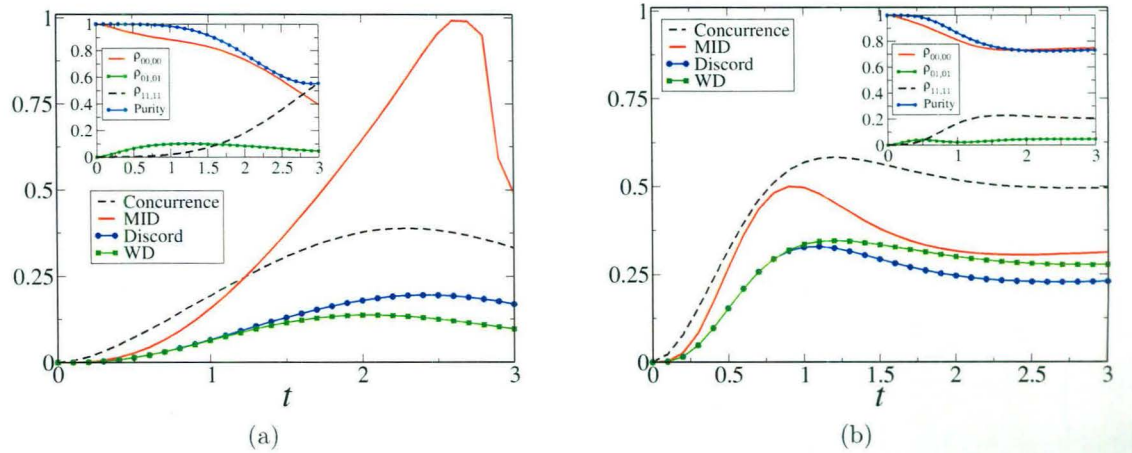 1
0.75
0.5
0.25
0
0
1
2
3
t
1
0.8
0.6
0.4
0.2
0
0
0.5
1
1.5
2
2.5
3
ρ00,00
ρ01,01
ρ11,11
Purity
Concurrence
MID
Discord
WD
(a)
1
0.75
0.5
0.25
0
0
0.5
1
1.5
2
2.5
3
t
Concurrence
MID
Discord
WD
1
0.8
0.6
0.4
0.2
0
0
1
2
3
ρ00,00
ρ01,01
ρ11,11
Purity
(b)